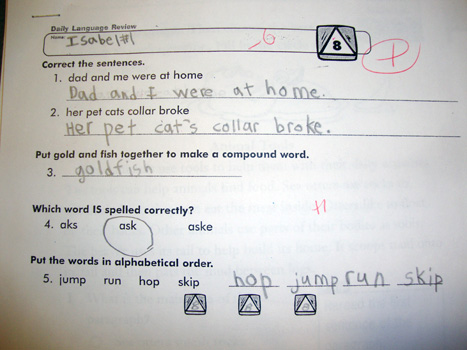 Daily Language Review
Name: Isabel#1
8
Correct the sentences.
1. dad and me were at home
Dad and I were at home.
2. her pet cats collar broke
Her pet cat's collar broke.
Put gold and fish together to make a compound word.
3. goldfish
Which word IS spelled correctly?
4. aks ask aske
Put the words in alphabetical order.
5. jump run hop skip hop jump run skip